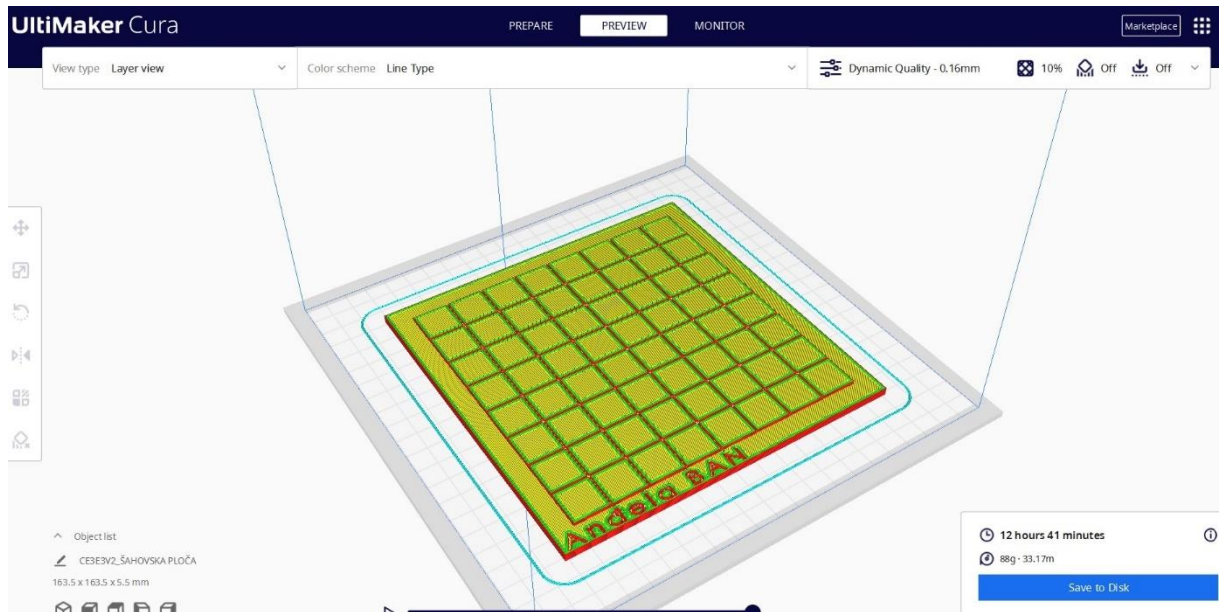 UltiMaker Cura
PREPARE PREVIEW MONITOR
Marketplace
View type Layer view
Color scheme Line Type
Dynamic Quality - 0.16mm 10% Off Off
Anđela BAN
Object list
CE3E3V2_ŠAHOVSKA PLOČA
163.5 x 163.5 x 5.5 mm
12 hours 41 minutes
88g · 33.17m
Save to Disk